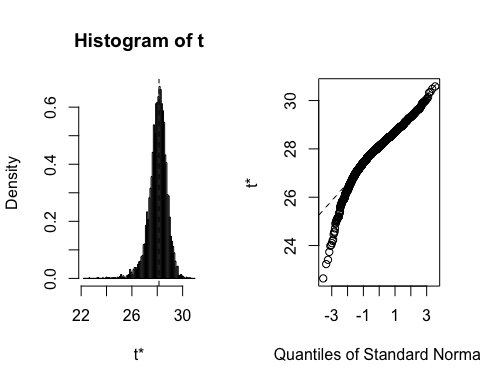 Histogram of t
Density
0.0 0.2 0.4 0.6
22 26 30
t*
t*
24 26 28 30
-3 -1 1 3
Quantiles of Standard Norma